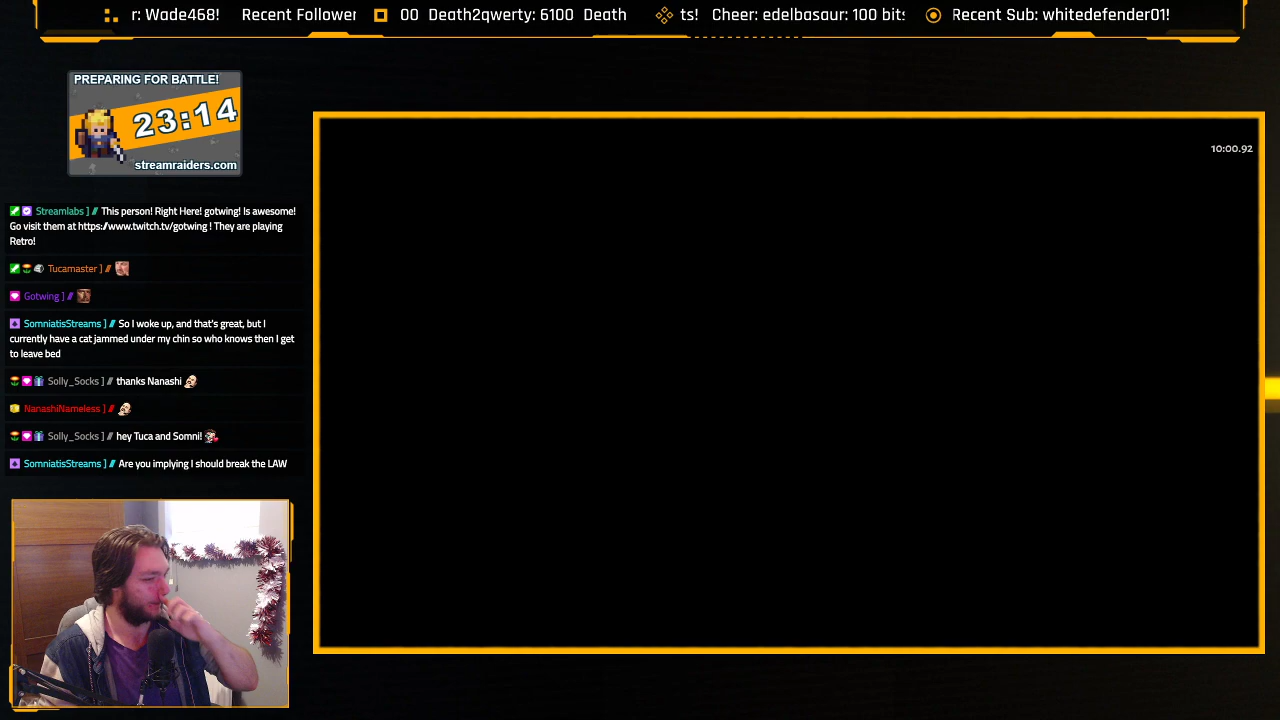 r: Wade468! Recent Follower 00 Death2qwerty: 6100 Death ts! Cheer: edelbasaur: 100 bits Recent Sub: whitedefender01!
PREPARING FOR BATTLE!
23:14
streamraiders.com
10:00.92
Streamlabs ] // This person! Right Here! gotwing! Is awesome!
Go visit them at https://www.twitch.tv/gotwing ! They are playing
Retro!
Tucamaster ] //
Gotwing ] //
SomniatisStreams ] // So I woke up, and that's great, but I
currently have a cat jammed under my chin so who knows then I get
to leave bed
Solly_Socks ] // thanks Nanashi
NanashiNameless ] //
Solly_Socks ] // hey Tuca and Somni!
SomniatisStreams ] // Are you implying I should break the LAW